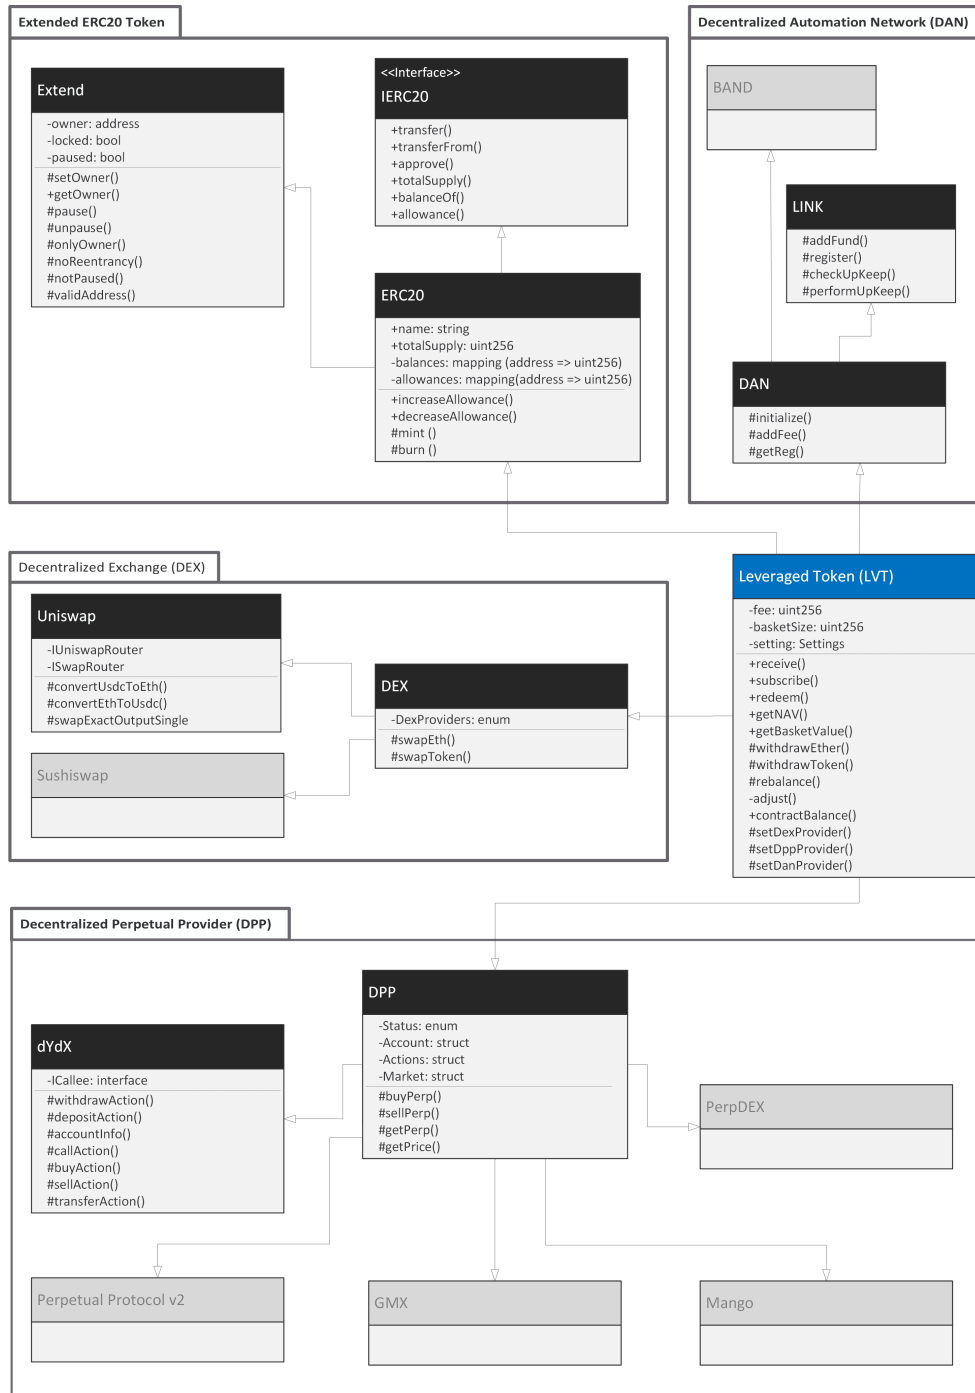 Extended ERC20 Token
Extend
-owner: address
-locked: bool
-paused: bool
#setOwner()
+getOwner()
#pause()
#unpause()
#onlyOwner()
#noReentrancy()
#notPaused()
#validAddress()
<<Interface>>
IERC20
+transfer()
+transferFrom()
+approve()
+totalSupply()
+balanceOf()
+allowance()
ERC20
+name: string
+totalSupply: uint256
-balances: mapping (address => uint256)
-allowances: mapping(address => uint256)
+increaseAllowance()
+decreaseAllowance()
#mint ()
#burn ()
Decentralized Automation Network (DAN)
BAND
LINK
#addFund()
#register()
#checkUpKeep()
#performUpKeep()
DAN
#initialize()
#addFee()
#getReg()
Decentralized Exchange (DEX)
Uniswap
-IUniswapRouter
-ISwapRouter
#convertUsdcToEth()
#convertEthToUsdc()
#swapExactOutputSingle
Sushiswap
DEX
-DexProviders: enum
#swapEth()
#swapToken()
Leveraged Token (LVT)
-fee: uint256
-basketSize: uint256
-setting: Settings
+receive()
+subscribe()
+redeem()
+getNAV()
+getBasketValue()
#withdrawEther()
#withdrawToken()
#rebalance()
-adjust()
+contractBalance()
#setDexProvider()
#setDppProvider()
#setDanProvider()
Decentralized Perpetual Provider (DPP)
DPP
-Status: enum
-Account: struct
-Actions: struct
-Market: struct
#buyPerp()
#sellPerp()
#getPerp()
#getPrice()
dYdX
-ICallee: interface
#withdrawAction()
#depositAction()
#accountInfo()
#callAction()
#buyAction()
#sellAction()
#transferAction()
PerpDEX
Perpetual Protocol v2
GMX
Mango